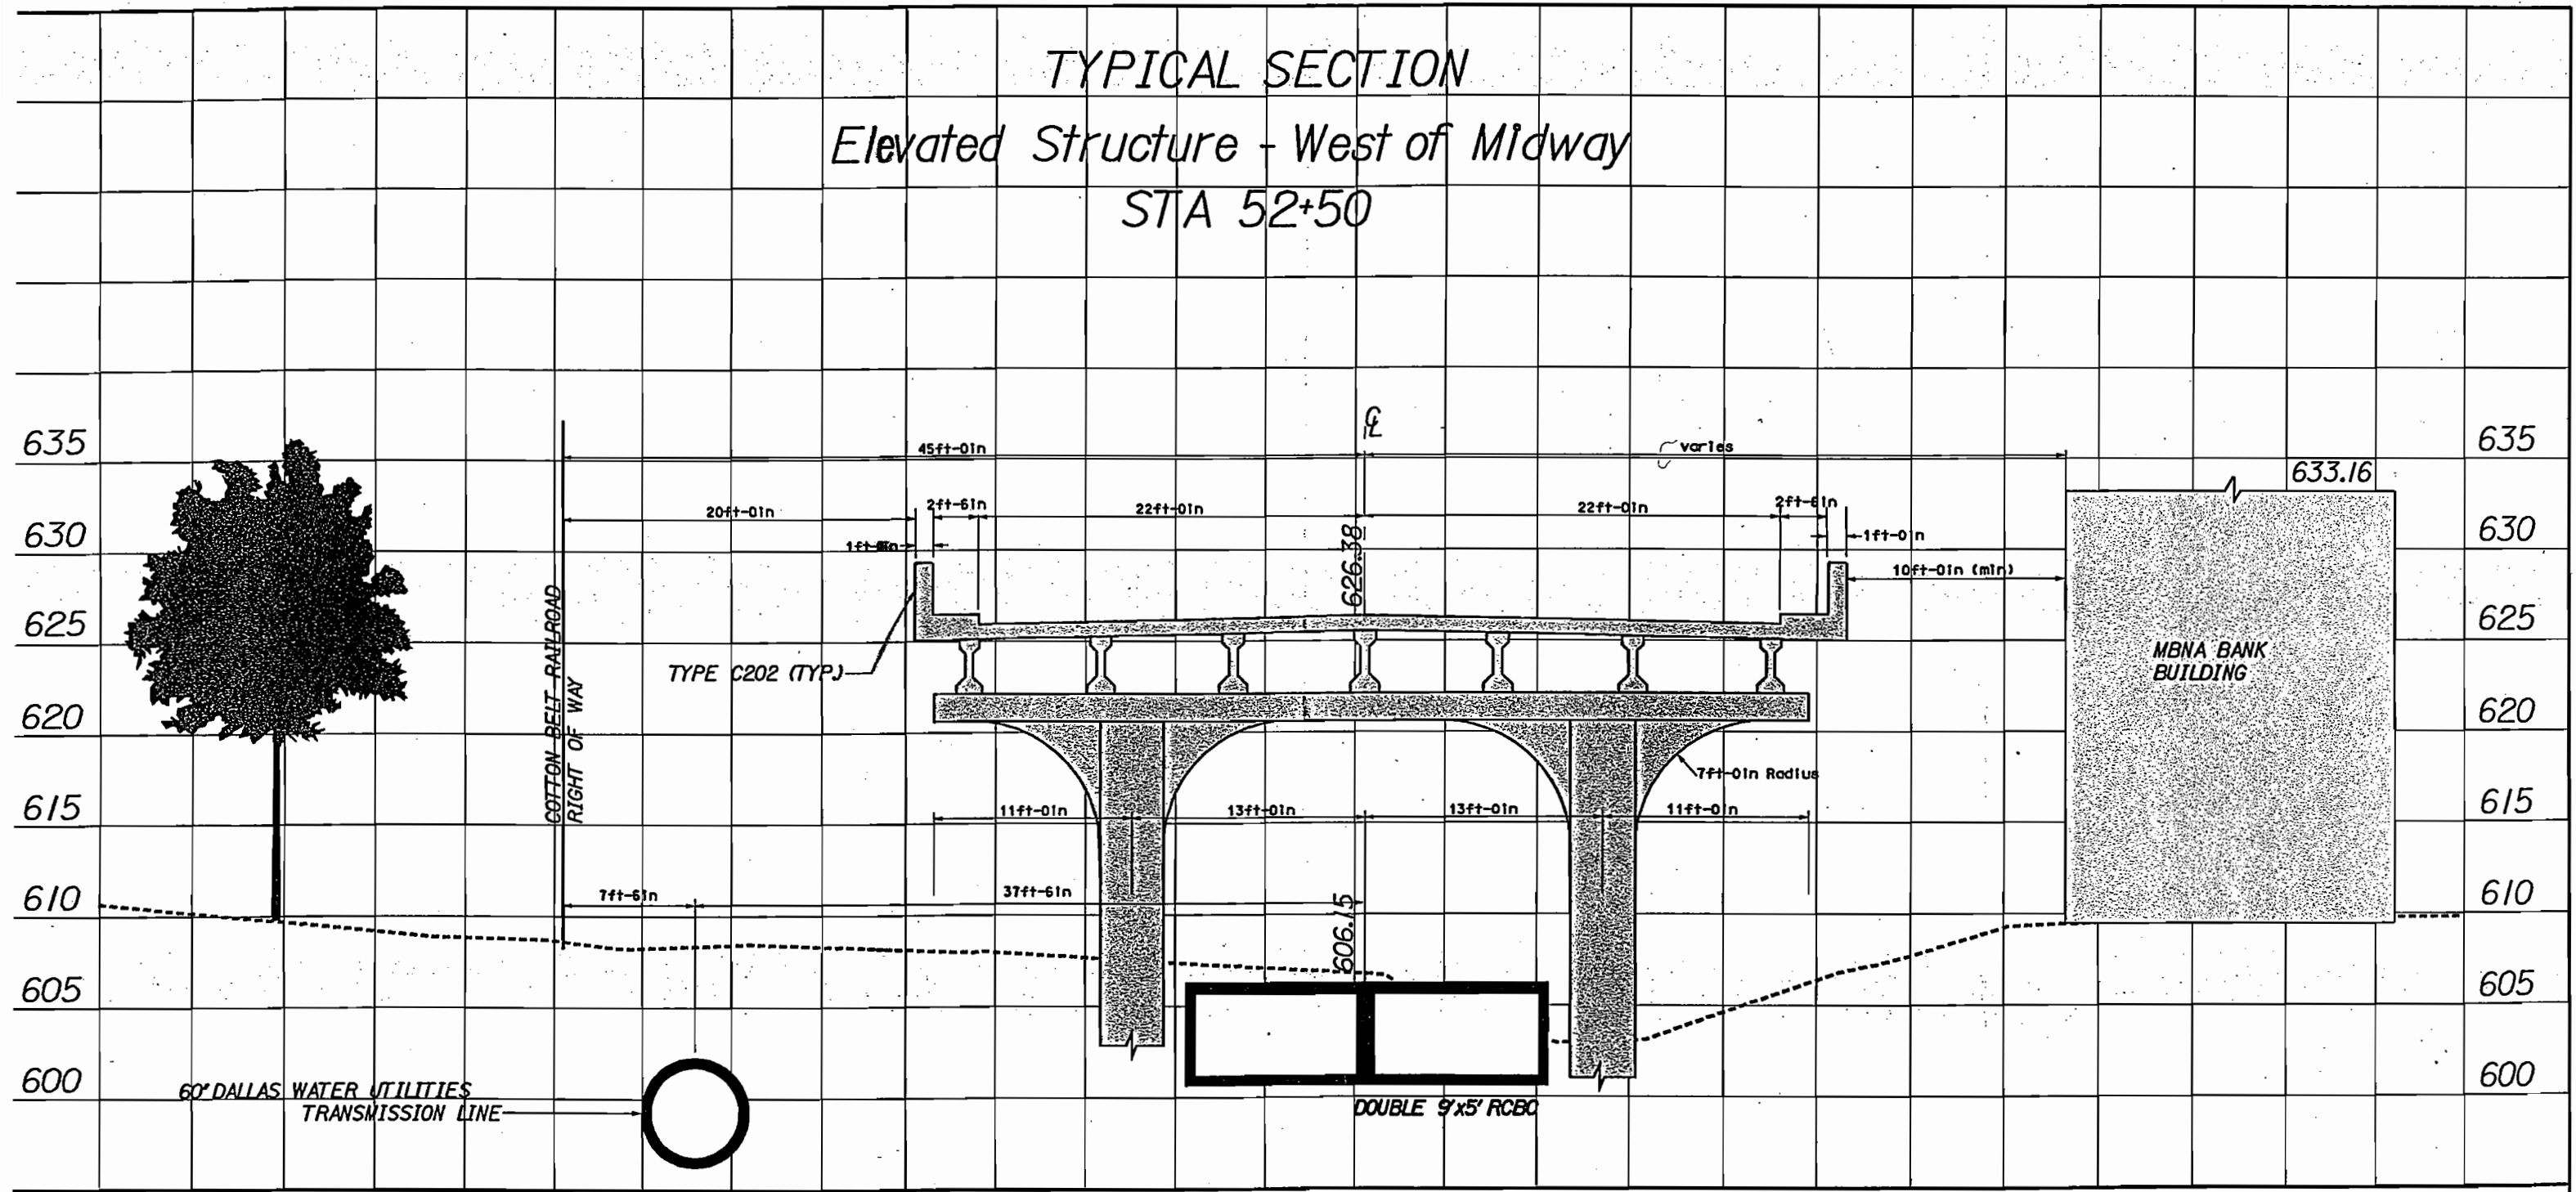 TYPICAL SECTION
Elevated Structure - West of Midway
STA 52+50
℄
635
45ft-0in
varies
635
633.16
2ft-6in
22ft-0in
22ft-0in
2ft-6in
20ft-0in
630
626.38
1ft-0in
630
10ft-0in (min)
625
625
COTTON BELT RAILROAD
RIGHT OF WAY
TYPE C202 (TYP.)
MBNA BANK
BUILDING
620
620
7ft-0in Radius
615
11ft-0in
13ft-0in
13ft-0in
11ft-0in
615
610
7ft-6in
37ft-6in
610
606.15
605
605
600
600
60" DALLAS WATER UTILITIES
TRANSMISSION LINE
DOUBLE 9'x5' RCBC